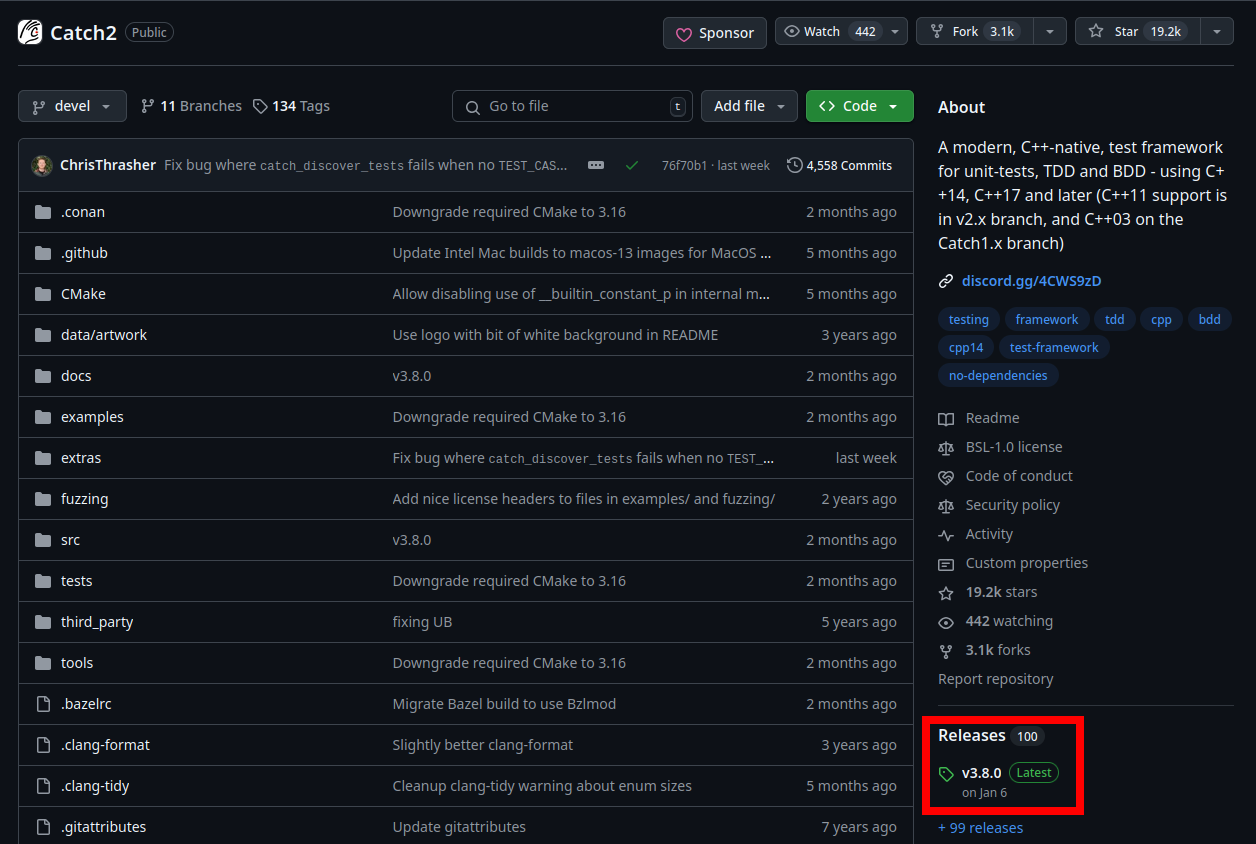 Catch2 Public Sponsor Watch 442 Fork 3.1k Star 19.2k
devel 11 Branches 134 Tags Go to file t Add file Code
ChrisThrasher Fix bug where catch_discover_tests fails when no TEST_CAS... 76f70b1 · last week 4,558 Commits
.conan Downgrade required CMake to 3.16 2 months ago
.github Update Intel Mac builds to macos-13 images for MacOS ... 5 months ago
CMake Allow disabling use of __builtin_constant_p in internal m... 5 months ago
data/artwork Use logo with bit of white background in README 3 years ago
docs v3.8.0 2 months ago
examples Downgrade required CMake to 3.16 2 months ago
extras Fix bug where catch_discover_tests fails when no TEST_... last week
fuzzing Add nice license headers to files in examples/ and fuzzing/ 2 years ago
src v3.8.0 2 months ago
tests Downgrade required CMake to 3.16 2 months ago
third_party fixing UB 5 years ago
tools Downgrade required CMake to 3.16 2 months ago
.bazelrc Migrate Bazel build to use Bzlmod 2 months ago
.clang-format Slightly better clang-format 3 years ago
.clang-tidy Cleanup clang-tidy warning about enum sizes 5 months ago
.gitattributes Update gitattributes 7 years ago
About
A modern, C++-native, test framework
for unit-tests, TDD and BDD - using C+
+14, C++17 and later (C++11 support is
in v2.x branch, and C++03 on the
Catch1.x branch)
discord.gg/4CWS9zD
testing framework tdd cpp bdd
cpp14 test-framework
no-dependencies
Readme
BSL-1.0 license
Code of conduct
Security policy
Activity
Custom properties
19.2k stars
442 watching
3.1k forks
Report repository
Releases 100
v3.8.0 Latest
on Jan 6
+ 99 releases